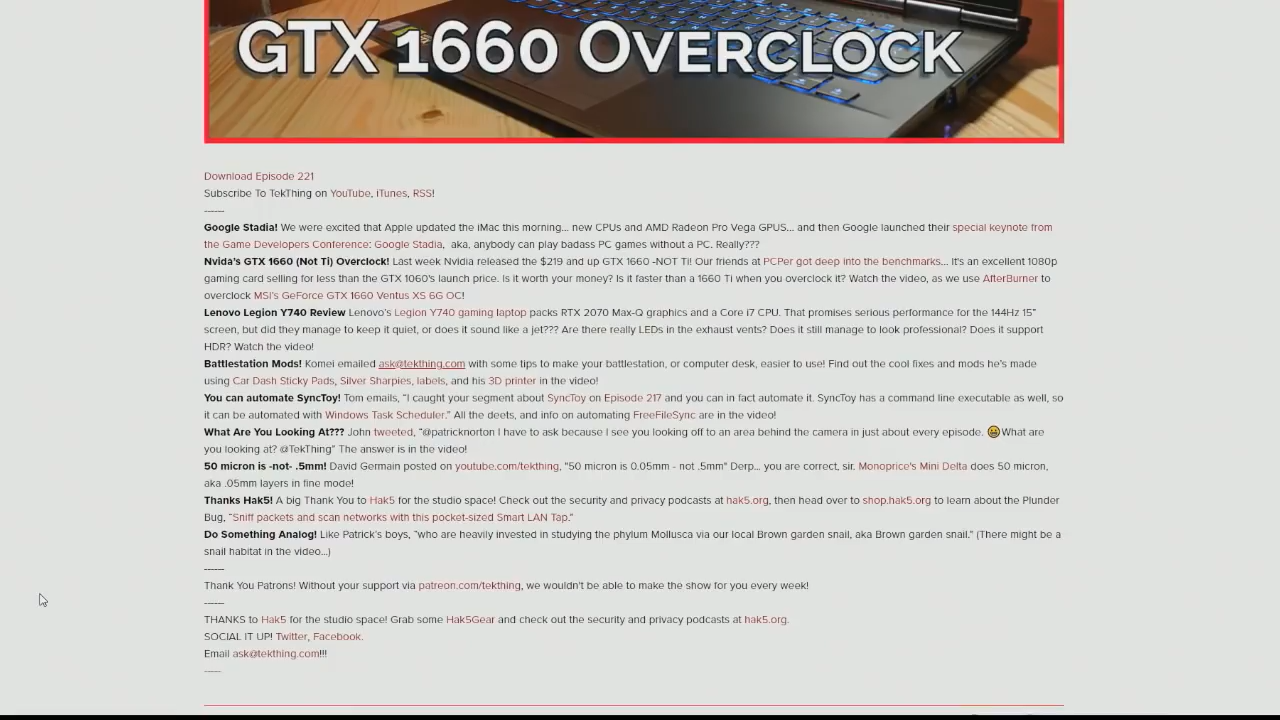 GTX 1660 OVERCLOCK
Download Episode 221
Subscribe To TekThing on YouTube, iTunes, RSS!
------
Google Stadia! We were excited that Apple updated the iMac this morning... new CPUs and AMD Radeon Pro Vega GPUS... and then Google launched their special keynote from
the Game Developers Conference: Google Stadia, aka, anybody can play badass PC games without a PC. Really???
Nvida's GTX 1660 (Not Ti) Overclock! Last week Nvidia released the $219 and up GTX 1660 -NOT Ti! Our friends at PCPer got deep into the benchmarks... It's an excellent 1080p
gaming card selling for less than the GTX 1060's launch price. Is it worth your money? Is it faster than a 1660 Ti when you overclock it? Watch the video, as we use AfterBurner to
overclock MSI's GeForce GTX 1660 Ventus XS 6G OC!
Lenovo Legion Y740 Review Lenovo's Legion Y740 gaming laptop packs RTX 2070 Max-Q graphics and a Core i7 CPU. That promises serious performance for the 144Hz 15"
screen, but did they manage to keep it quiet, or does it sound like a jet??? Are there really LEDs in the exhaust vents? Does it still manage to look professional? Does it support
HDR? Watch the video!
Battlestation Mods! Komei emailed ask@tekthing.com with some tips to make your battlestation, or computer desk, easier to use! Find out the cool fixes and mods he's made
using Car Dash Sticky Pads, Silver Sharpies, labels, and his 3D printer in the video!
You can automate SyncToy! Tom emails, "I caught your segment about SyncToy on Episode 217 and you can in fact automate it. SyncToy has a command line executable as well, so
it can be automated with Windows Task Scheduler." All the deets, and info on automating FreeFileSync are in the video!
What Are You Looking At??? John tweeted, "@patricknorton I have to ask because I see you looking off to an area behind the camera in just about every episode. 😀What are
you looking at? @TekThing" The answer is in the video!
50 micron is -not- .5mm! David Germain posted on youtube.com/tekthing, "50 micron is 0.05mm - not .5mm" Derp... you are correct, sir. Monoprice's Mini Delta does 50 micron,
aka .05mm layers in fine mode!
Thanks Hak5! A big Thank You to Hak5 for the studio space! Check out the security and privacy podcasts at hak5.org, then head over to shop.hak5.org to learn about the Plunder
Bug, "Sniff packets and scan networks with this pocket-sized Smart LAN Tap."
Do Something Analog! Like Patrick's boys, "who are heavily invested in studying the phylum Mollusca via our local Brown garden snail, aka Brown garden snail." (There might be a
snail habitat in the video...)
------
Thank You Patrons! Without your support via patreon.com/tekthing, we wouldn't be able to make the show for you every week!
------
THANKS to Hak5 for the studio space! Grab some Hak5Gear and check out the security and privacy podcasts at hak5.org.
SOCIAL IT UP! Twitter, Facebook.
Email ask@tekthing.com!!!
-----